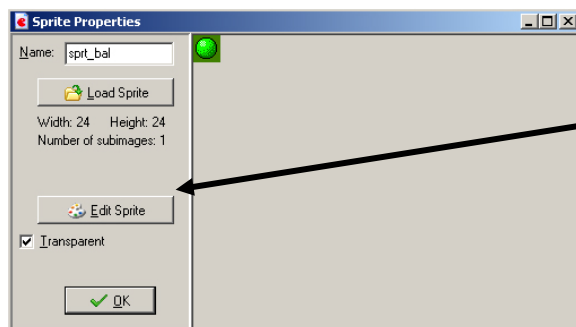 Sprite Properties
Name: sprt_bal
Load Sprite
Width: 24 Height: 24
Number of subimages: 1
Edit Sprite
Transparent
OK